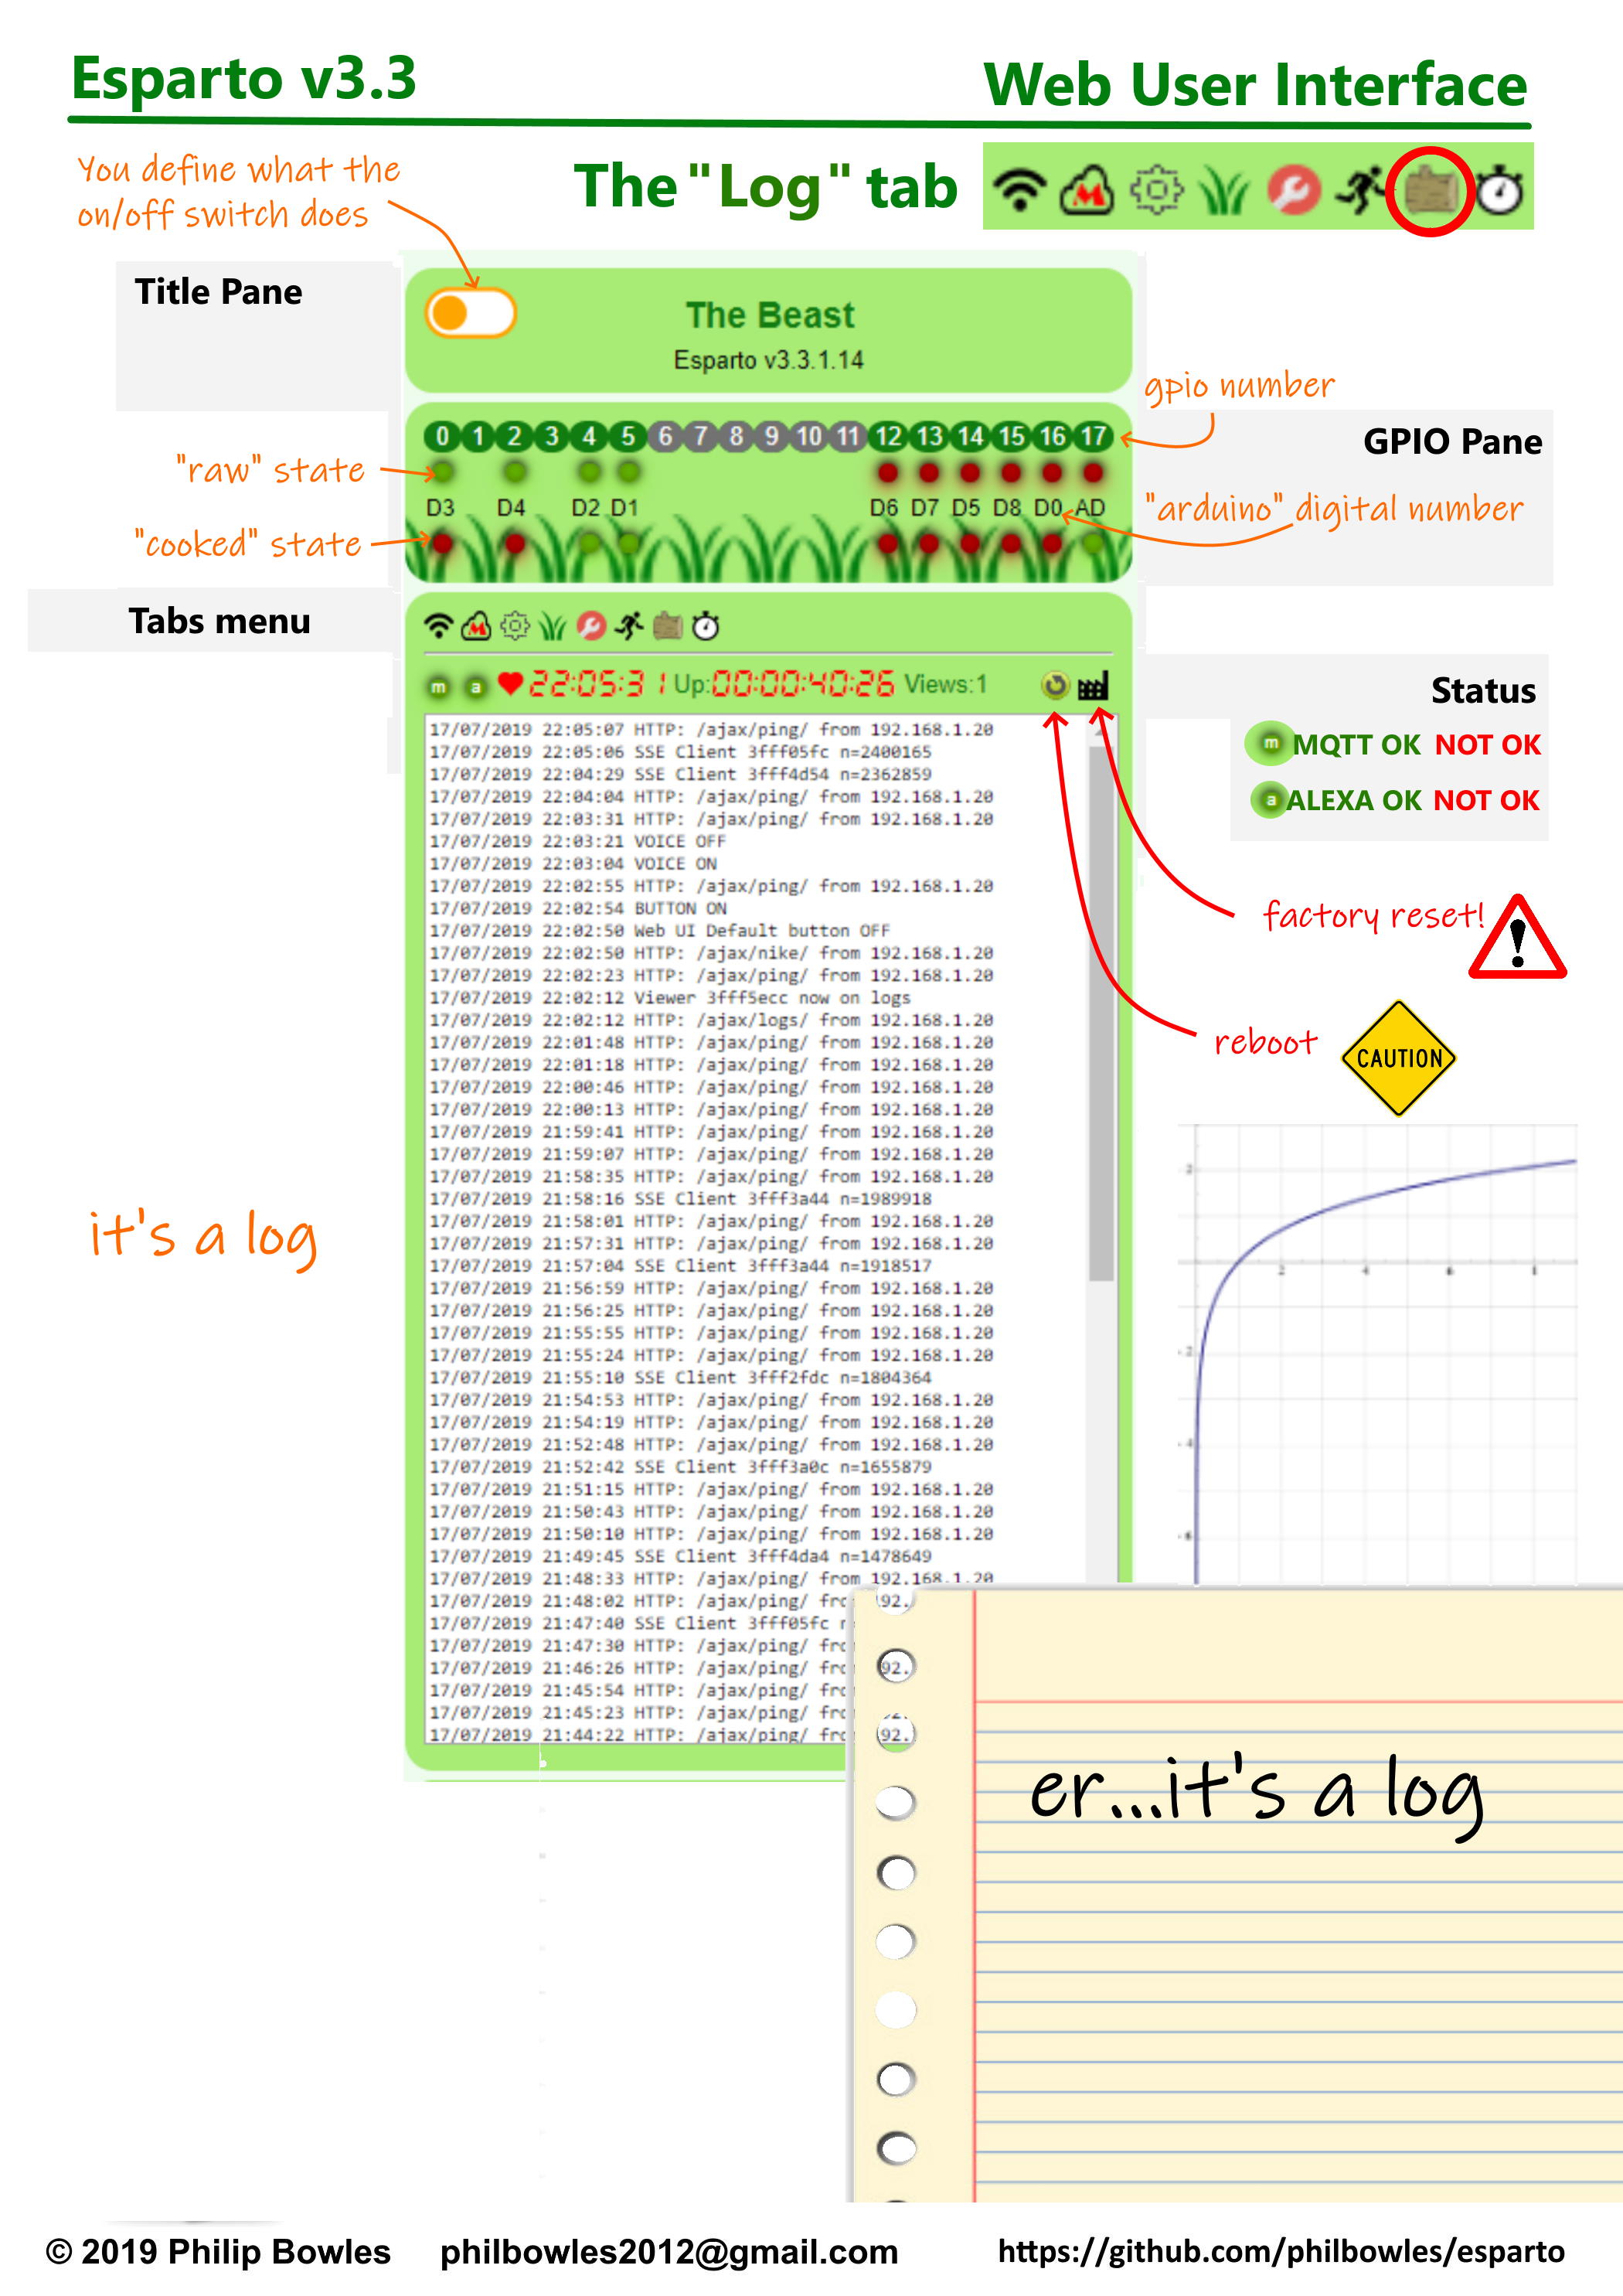 Esparto v3.3
Web User Interface
You define what the
on/off switch does
The "Log" tab
Title Pane
The Beast
Esparto v3.3.1.14
gpio number
0 1 2 3 4 5 6 7 8 9 10 11 12 13 14 15 16 17
GPIO Pane
"raw" state
D3 D4 D2 D1 D6 D7 D5 D8 D0 AD
"arduino" digital number
"cooked" state
Tabs menu
m a 22:05:31 Up:00:00:40:26 Views:1
Status
m MQTT OK NOT OK
a ALEXA OK NOT OK
17/07/2019 22:05:07 HTTP: /ajax/ping/ from 192.168.1.20
17/07/2019 22:05:06 SSE Client 3fff05fc n=2400165
17/07/2019 22:04:29 SSE Client 3fff4d54 n=2362859
17/07/2019 22:04:04 HTTP: /ajax/ping/ from 192.168.1.20
17/07/2019 22:03:31 HTTP: /ajax/ping/ from 192.168.1.20
17/07/2019 22:03:21 VOICE OFF
17/07/2019 22:03:04 VOICE ON
17/07/2019 22:02:55 HTTP: /ajax/ping/ from 192.168.1.20
17/07/2019 22:02:54 BUTTON ON
17/07/2019 22:02:50 Web UI Default button OFF
17/07/2019 22:02:50 HTTP: /ajax/nike/ from 192.168.1.20
17/07/2019 22:02:23 HTTP: /ajax/ping/ from 192.168.1.20
17/07/2019 22:02:12 Viewer 3fff5ecc now on logs
17/07/2019 22:02:12 HTTP: /ajax/logs/ from 192.168.1.20
17/07/2019 22:01:48 HTTP: /ajax/ping/ from 192.168.1.20
17/07/2019 22:01:18 HTTP: /ajax/ping/ from 192.168.1.20
17/07/2019 22:00:46 HTTP: /ajax/ping/ from 192.168.1.20
17/07/2019 22:00:13 HTTP: /ajax/ping/ from 192.168.1.20
17/07/2019 21:59:41 HTTP: /ajax/ping/ from 192.168.1.20
17/07/2019 21:59:07 HTTP: /ajax/ping/ from 192.168.1.20
17/07/2019 21:58:35 HTTP: /ajax/ping/ from 192.168.1.20
17/07/2019 21:58:16 SSE Client 3fff3a44 n=1989918
17/07/2019 21:58:01 HTTP: /ajax/ping/ from 192.168.1.20
17/07/2019 21:57:31 HTTP: /ajax/ping/ from 192.168.1.20
17/07/2019 21:57:04 SSE Client 3fff3a44 n=1918517
17/07/2019 21:56:59 HTTP: /ajax/ping/ from 192.168.1.20
17/07/2019 21:56:25 HTTP: /ajax/ping/ from 192.168.1.20
17/07/2019 21:55:55 HTTP: /ajax/ping/ from 192.168.1.20
17/07/2019 21:55:24 HTTP: /ajax/ping/ from 192.168.1.20
17/07/2019 21:55:10 SSE Client 3fff2fdc n=1804364
17/07/2019 21:54:53 HTTP: /ajax/ping/ from 192.168.1.20
17/07/2019 21:54:19 HTTP: /ajax/ping/ from 192.168.1.20
17/07/2019 21:52:48 HTTP: /ajax/ping/ from 192.168.1.20
17/07/2019 21:52:42 SSE Client 3fff3a0c n=1655879
17/07/2019 21:51:15 HTTP: /ajax/ping/ from 192.168.1.20
17/07/2019 21:50:43 HTTP: /ajax/ping/ from 192.168.1.20
17/07/2019 21:50:10 HTTP: /ajax/ping/ from 192.168.1.20
17/07/2019 21:49:45 SSE Client 3fff4da4 n=1478649
17/07/2019 21:48:33 HTTP: /ajax/ping/ from 192.168.1.20
17/07/2019 21:48:02 HTTP: /ajax/ping/ 92.
17/07/2019 21:47:40 SSE Client 3fff05fc
17/07/2019 21:47:30 HTTP: /ajax/ping/
17/07/2019 21:46:26 HTTP: /ajax/ping/ 92.
17/07/2019 21:45:54 HTTP: /ajax/ping/
17/07/2019 21:45:23 HTTP: /ajax/ping/
17/07/2019 21:44:22 HTTP: /ajax/ping/ 92.
factory reset!
reboot
CAUTION
it's a log
2
2 4 6
-2
-4
-6
er...it's a log
© 2019 Philip Bowles
philbowles2012@gmail.com
https://github.com/philbowles/esparto